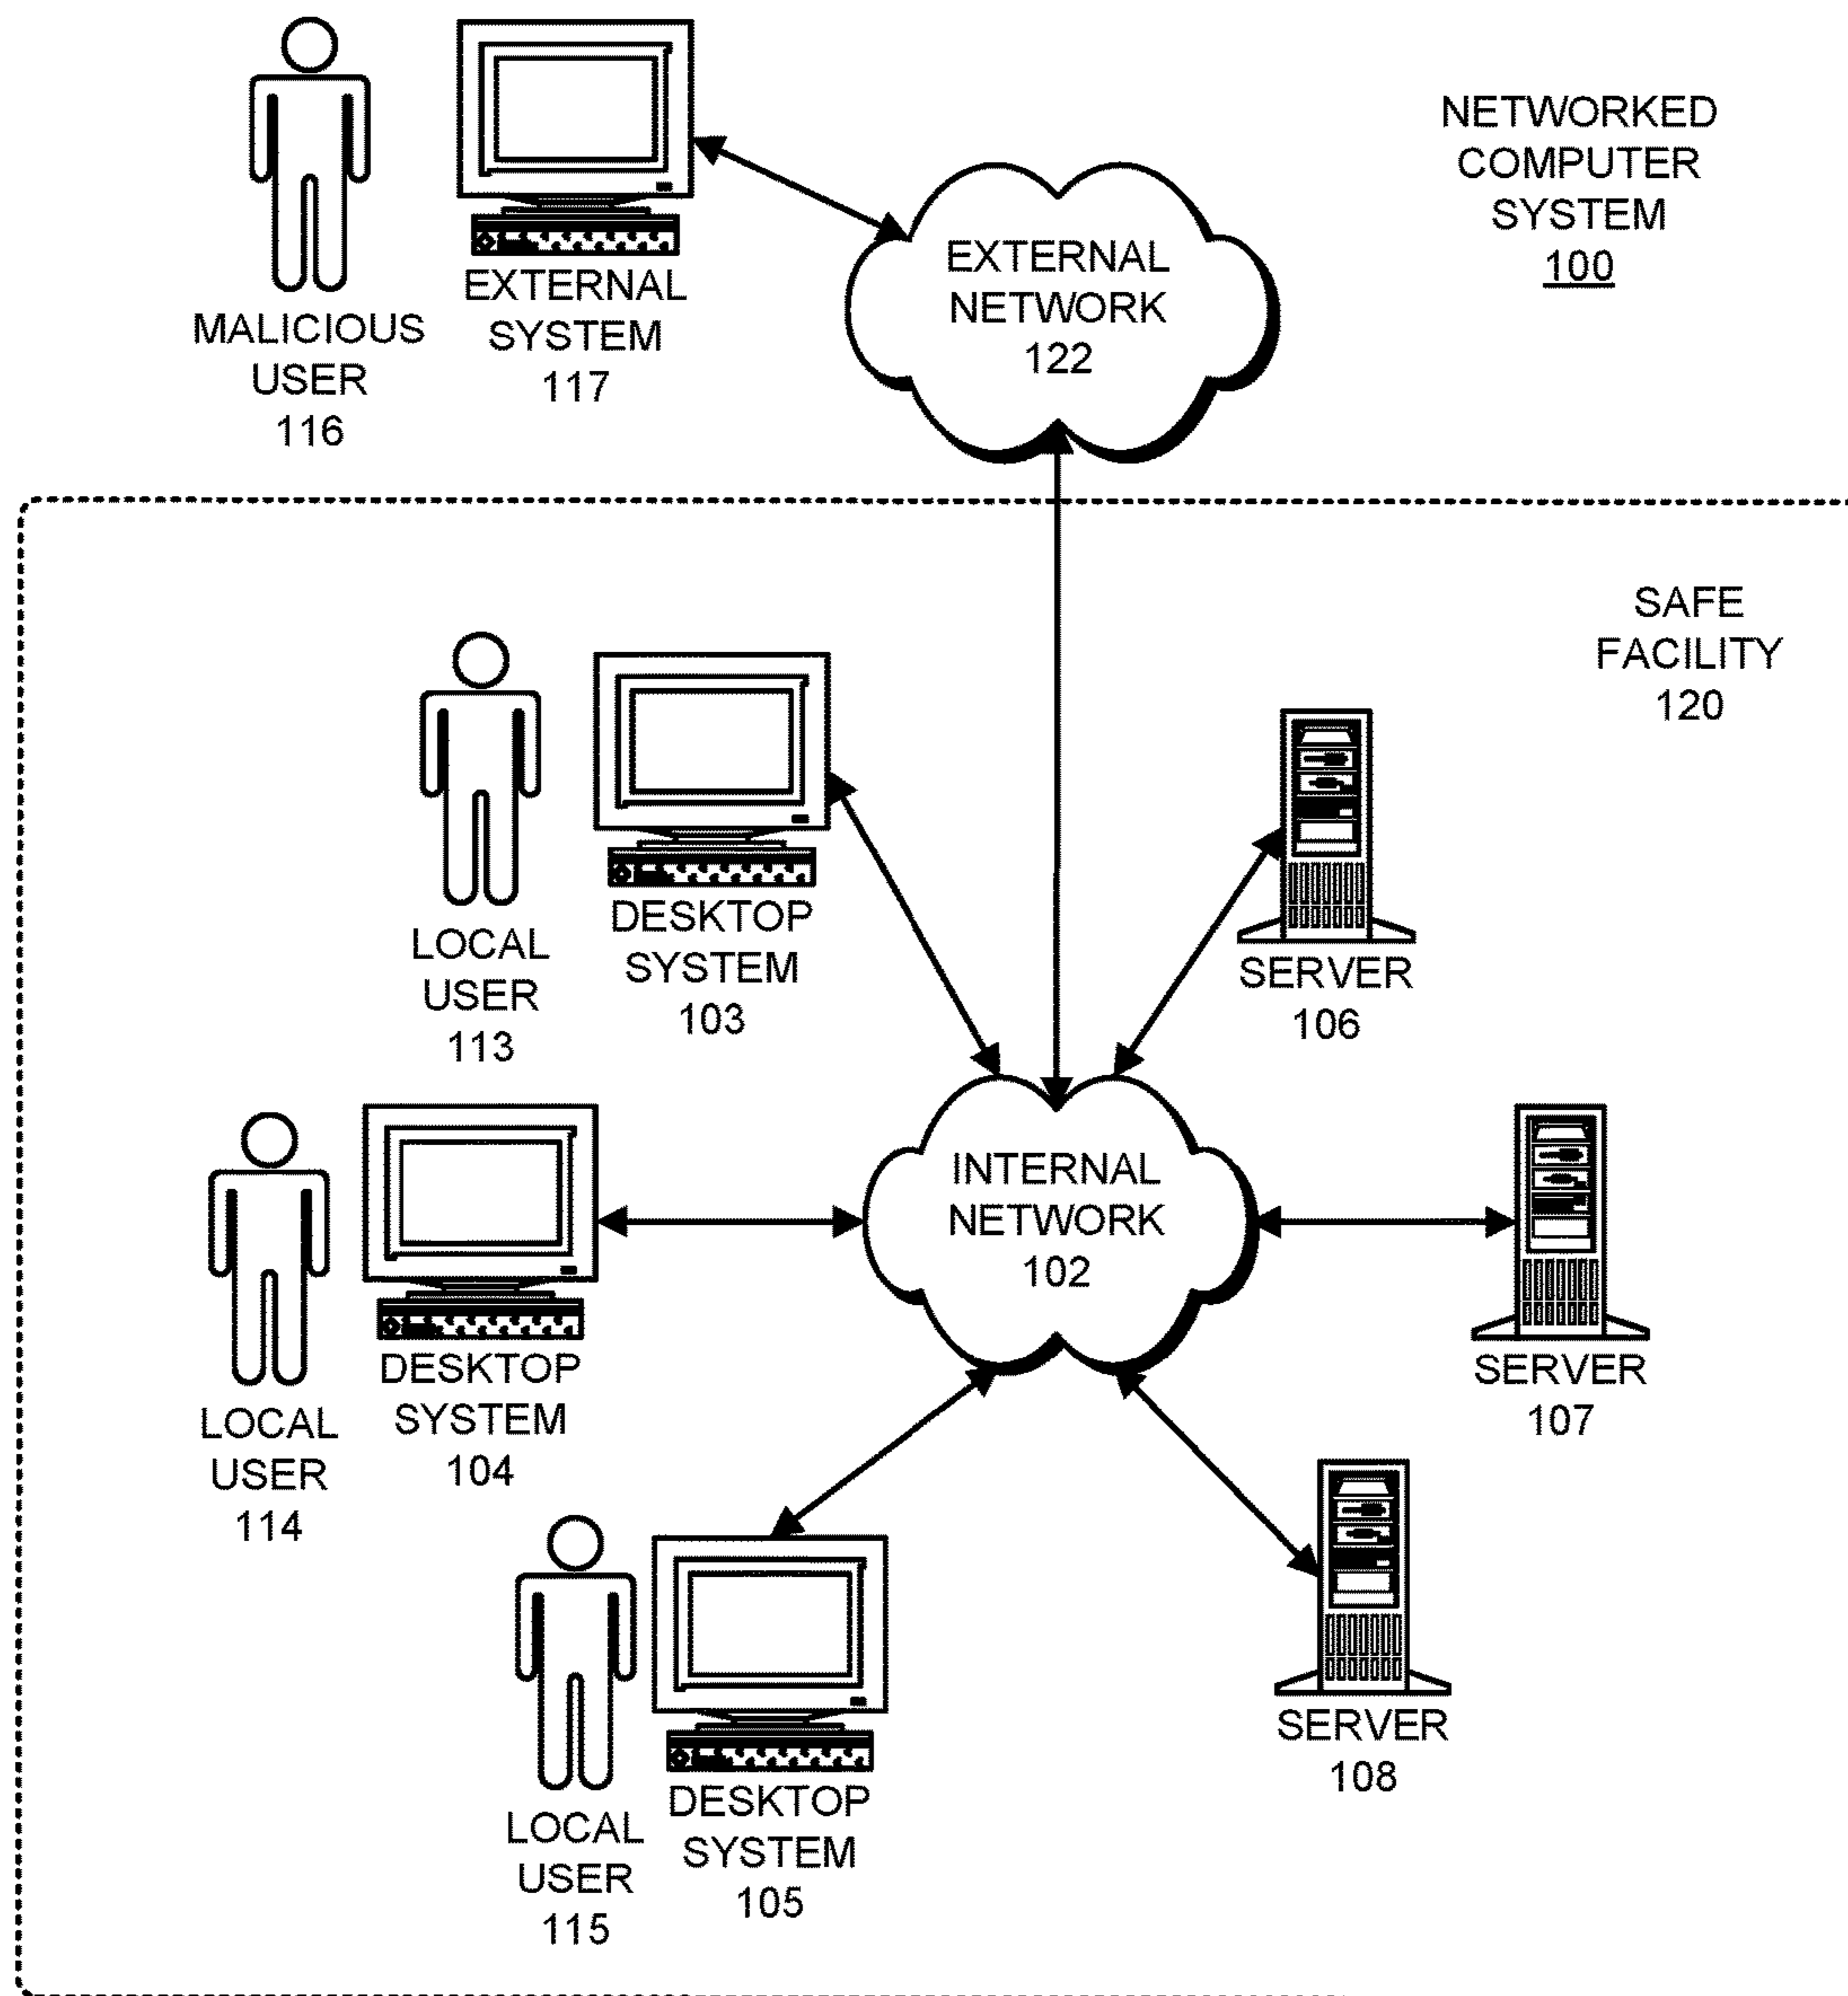 NETWORKED
COMPUTER
SYSTEM
100
EXTERNAL
NETWORK
122
EXTERNAL
SYSTEM
117
MALICIOUS
USER
116
SAFE
FACILITY
120
LOCAL
USER
113
DESKTOP
SYSTEM
103
SERVER
106
INTERNAL
NETWORK
102
LOCAL
USER
114
DESKTOP
SYSTEM
104
SERVER
107
LOCAL
USER
115
DESKTOP
SYSTEM
105
SERVER
108